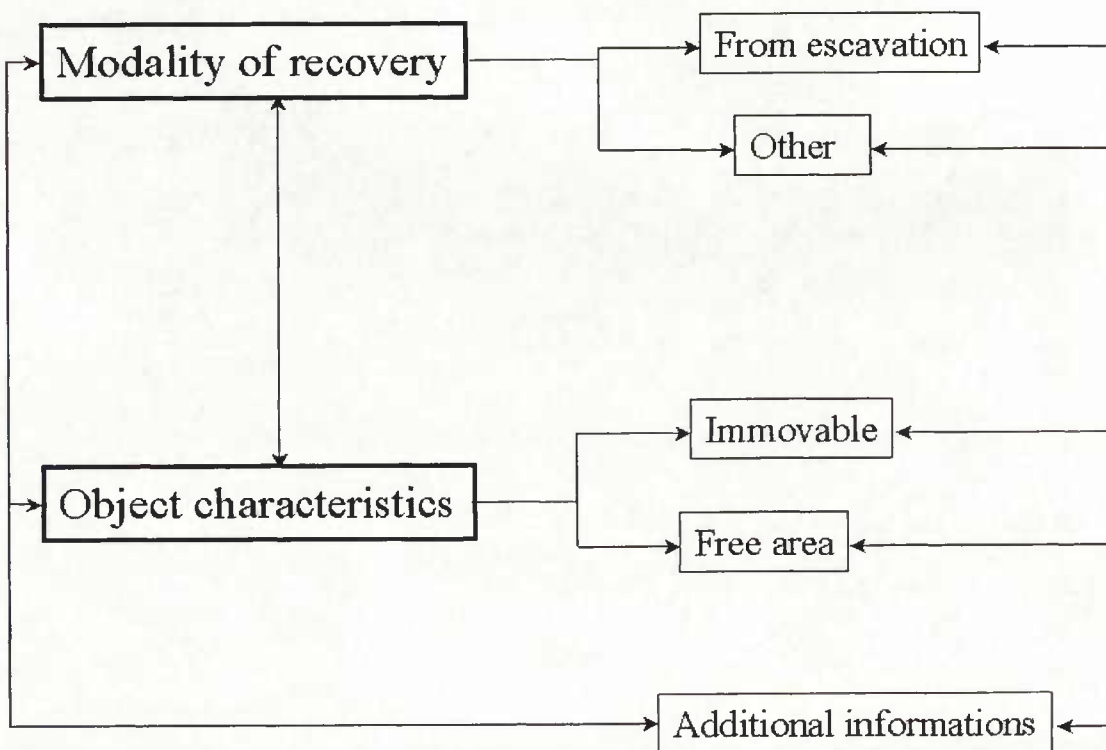 Modality of recovery
From escavation
Other
Immovable
Object characteristics
Free area
Additional informations